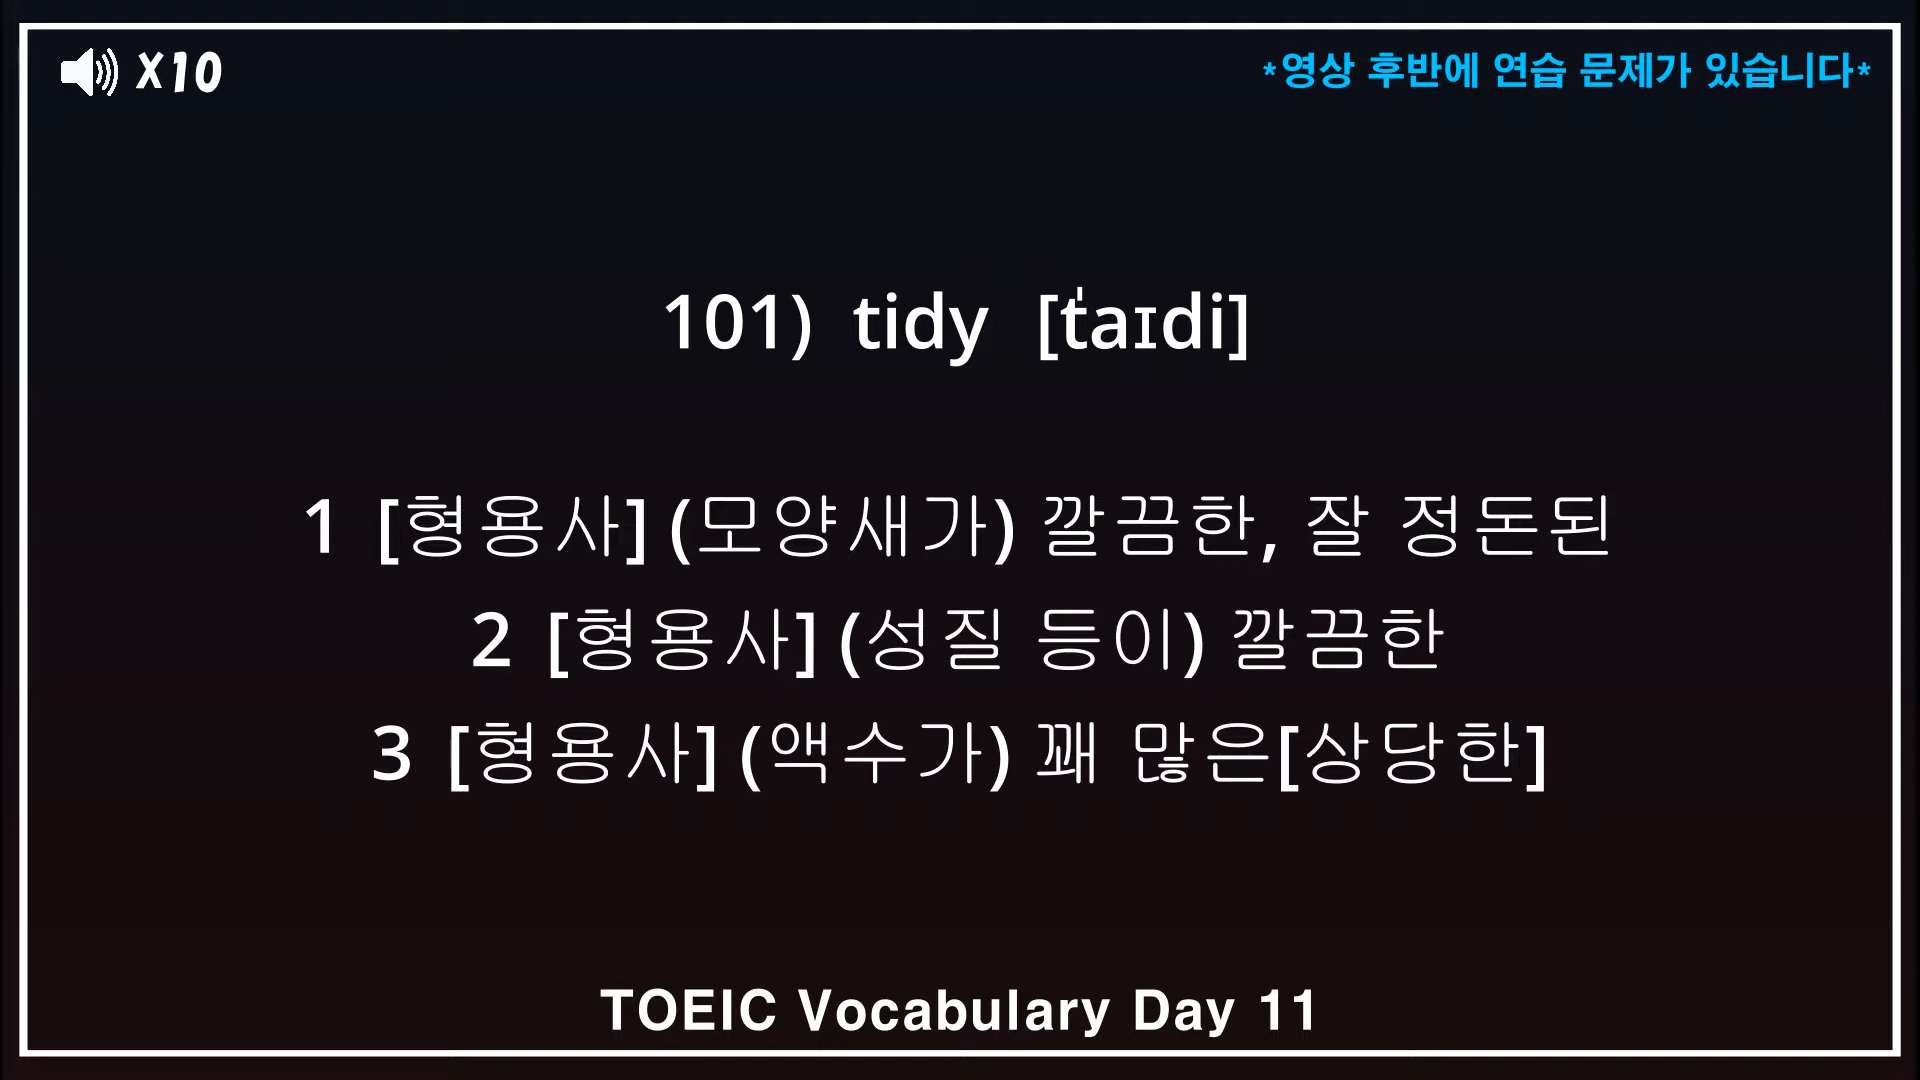 X10
*영상 후반에 연습 문제가 있습니다*
101) tidy [t'aɪdi]
1 [형용사] (모양새가) 깔끔한, 잘 정돈된
2 [형용사] (성질 등이) 깔끔한
3 [형용사] (액수가) 꽤 많은[상당한]
TOEIC Vocabulary Day 11